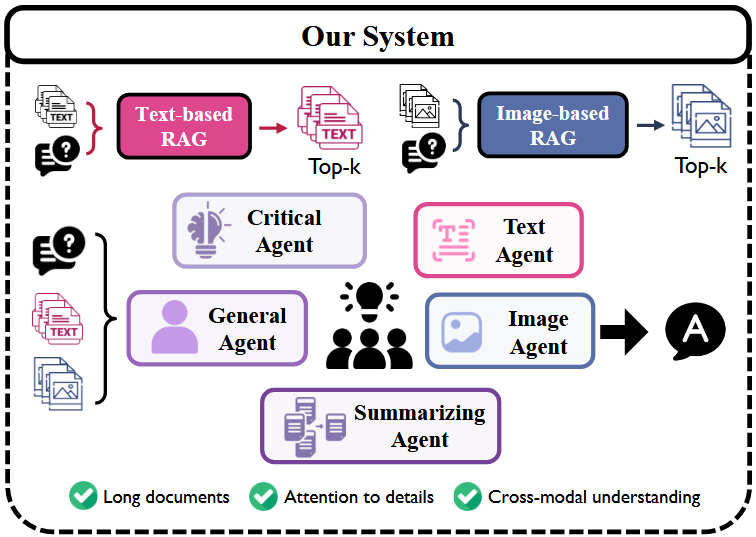 Our System
TEXT
Text-based
RAG
TEXT
Top-k
Image-based
RAG
Top-k
Critical
Agent
Text
Agent
TEXT
General
Agent
Image
Agent
A
Summarizing
Agent
Long documents
Attention to details
Cross-modal understanding